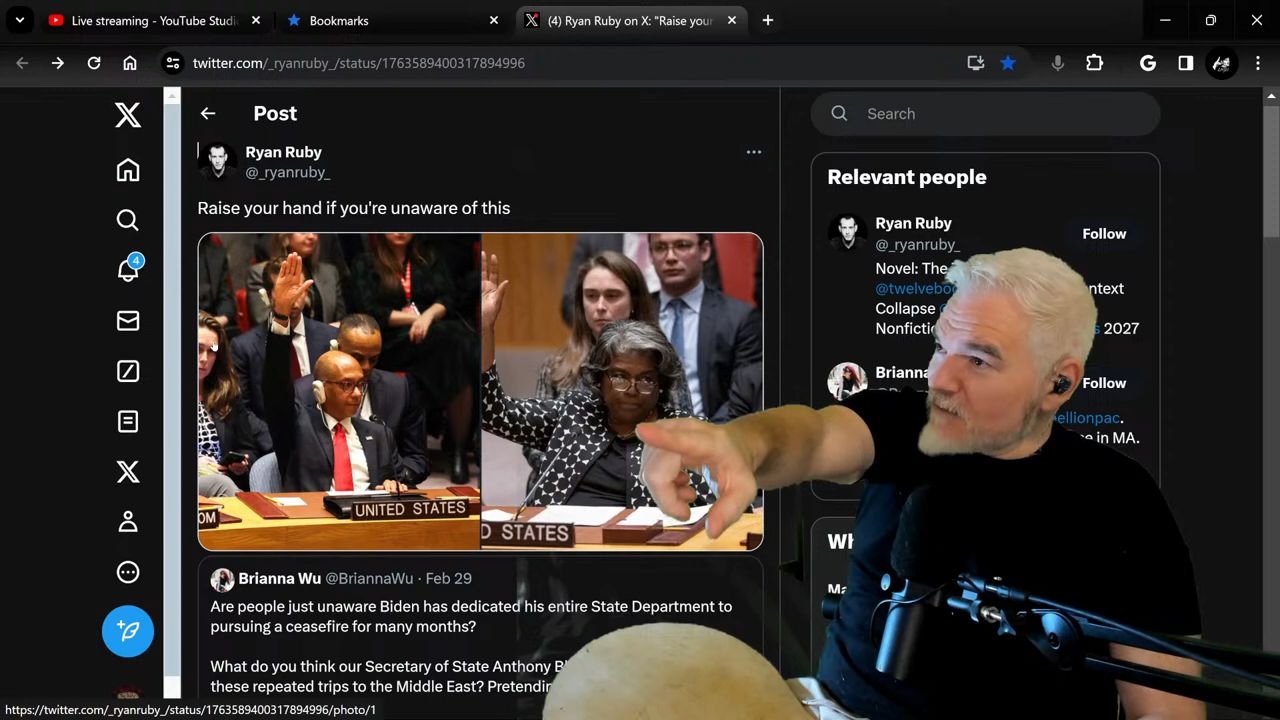 Live streaming - YouTube Studi
Bookmarks
(4) Ryan Ruby on X: "Raise your
twitter.com/_ryanruby_/status/1763589400317894996
Post
Search
Ryan Ruby
@_ryanruby_
Raise your hand if you're unaware of this
UNITED STATES
D STATES
OM
4
Brianna Wu @BriannaWu · Feb 29
Are people just unaware Biden has dedicated his entire State Department to
pursuing a ceasefire for many months?
What do you think our Secretary of State Anthony
these repeated trips to the Middle East?
Relevant people
Ryan Ruby
@_ryanruby_
Follow
Novel: The
@twelvebo
ntext
Collapse
Nonfictio
2027
Brianna
Follow
ellionpac.
e in MA.
https://twitter.com/_ryanruby_/status/1763589400317894996/photo/1